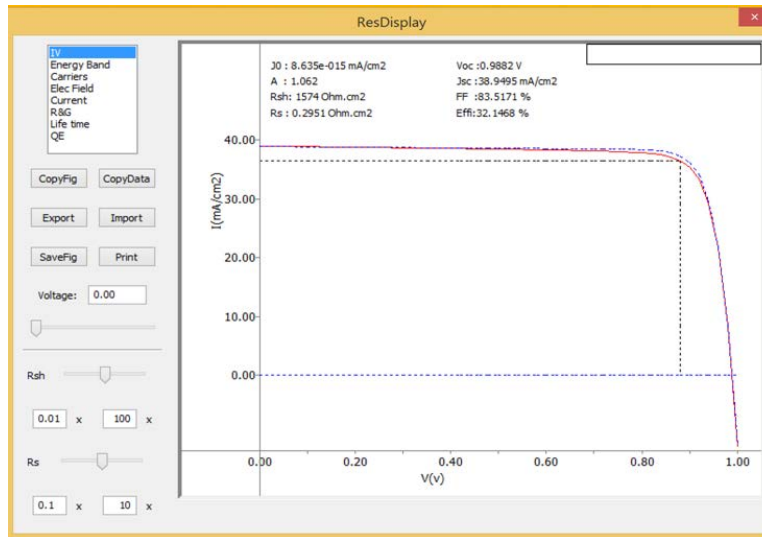 ResDisplay
IV
Energy Band
Carriers
Elec Field
Current
R&G
Life time
QE
CopyFig CopyData
Export Import
SaveFig Print
Voltage: 0.00
Rsh
0.01 x 100 x
Rs
0.1 x 10 x
J0 : 8.635e-015 mA/cm2 Voc :0.9882 V
A : 1.062 Jsc:38.9495 mA/cm2
Rsh: 1574 Ohm.cm2 FF :83.5171 %
Rs : 0.2951 Ohm.cm2 Effi:32.1468 %
I(mA/cm2)
40.00
30.00
20.00
10.00
0.00
0.00 0.20 0.40 0.60 0.80 1.00
V(v)